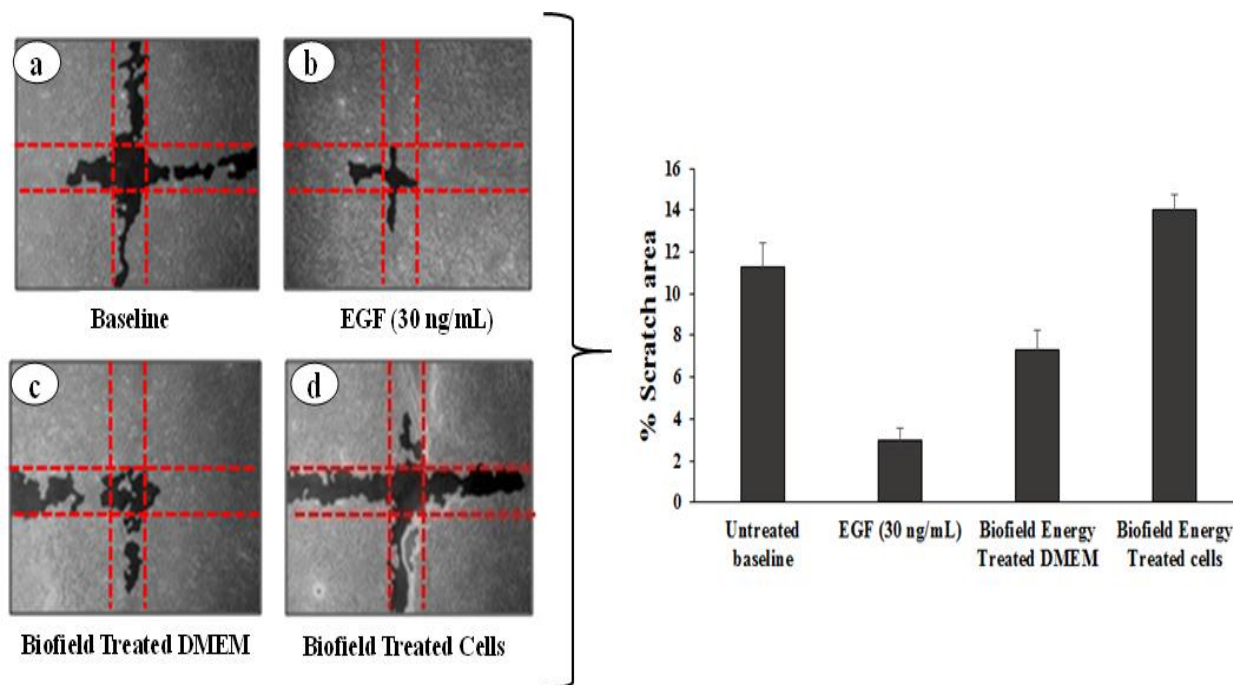 a
b
Baseline
EGF (30 ng/mL)
c
d
Biofield Treated DMEM
Biofield Treated Cells
% Scratch area
16
14
12
10
8
6
4
2
0
Untreated
baseline
EGF (30 ng/mL)
Biofield Energy
Treated DMEM
Biofield Energy
Treated cells